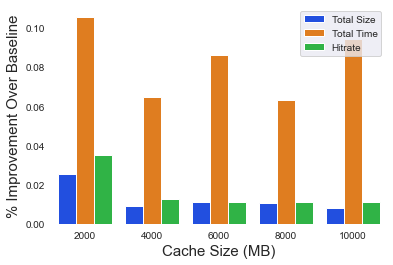 % Improvement Over Baseline
0.10
0.08
0.06
0.04
0.02
0.00
Total Size
Total Time
Hitrate
2000 4000 6000 8000 10000
Cache Size (MB)